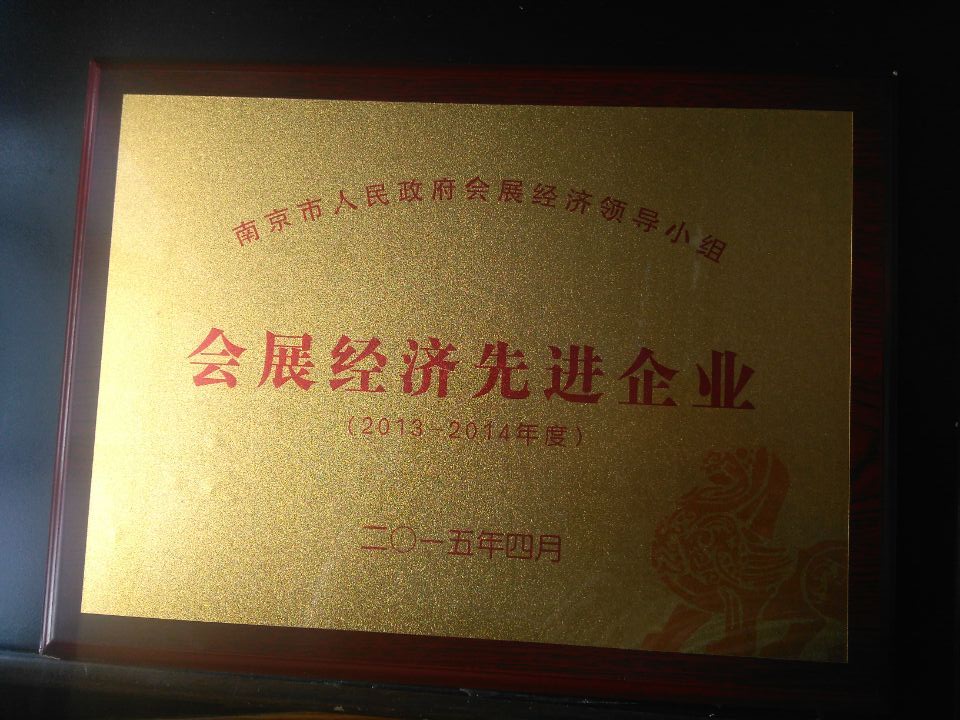 南京市人民政府会展经济领导小组
会展经济先进企业
（2013-2014年度）
二〇一五年四月